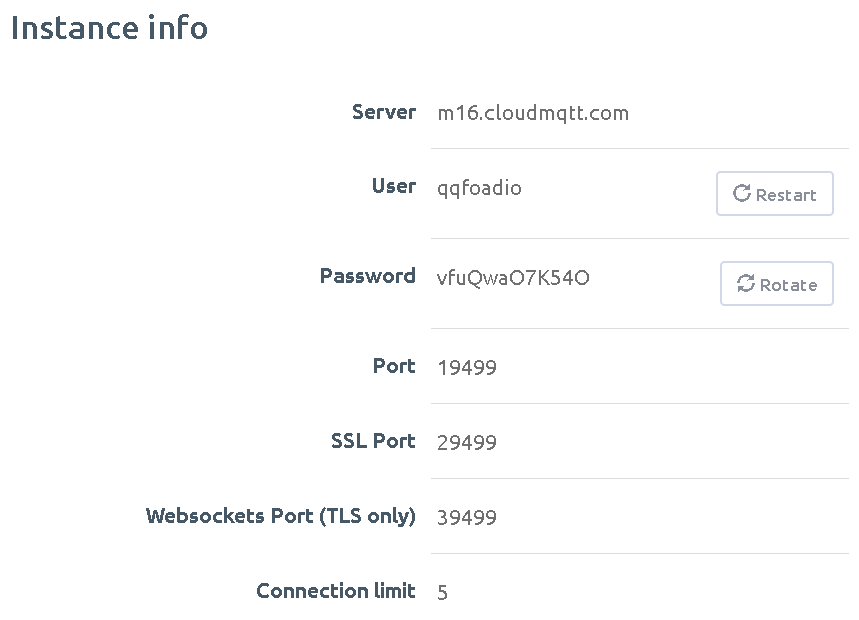 Instance info
Server m16.cloudmqtt.com
User qqfoadio Restart
Password vfuQwaO7K54O Rotate
Port 19499
SSL Port 29499
Websockets Port (TLS only) 39499
Connection limit 5